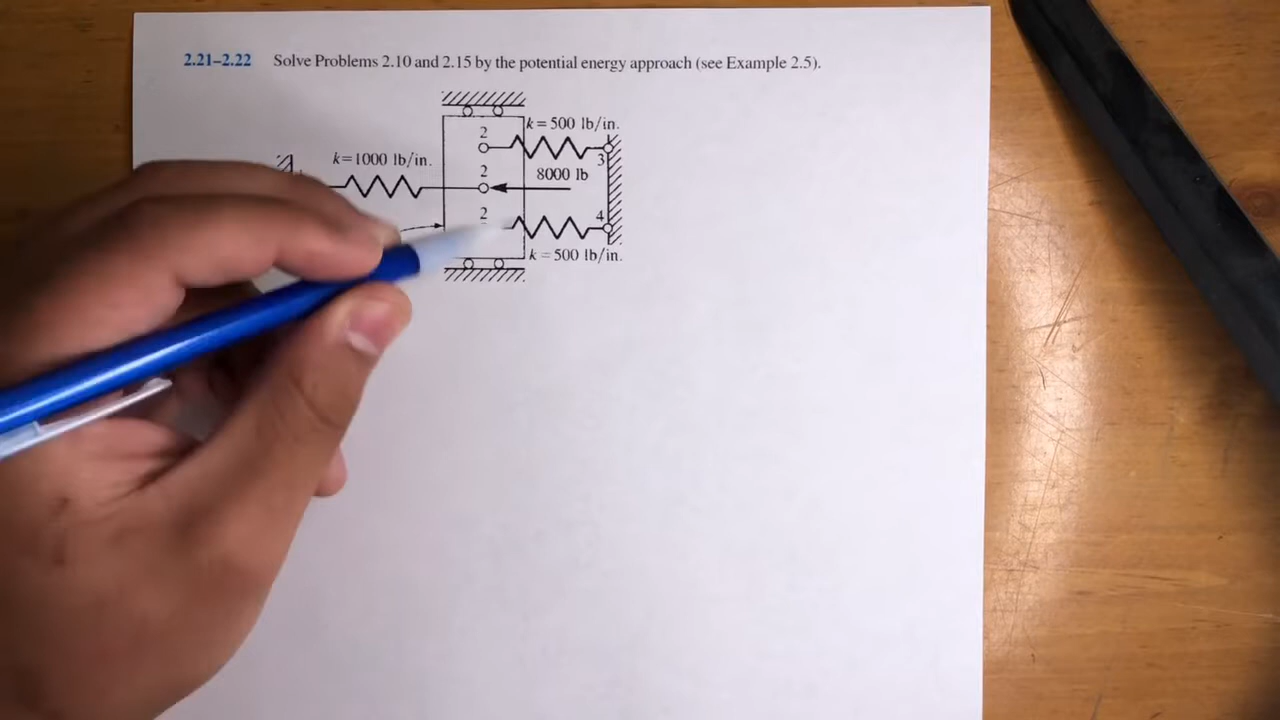 2.21–2.22 Solve Problems 2.10 and 2.15 by the potential energy approach (see Example 2.5).
2
k = 500 lb/in.
k=1000 lb/in.
3
2
8000 lb
2
4
k = 500 lb/in.